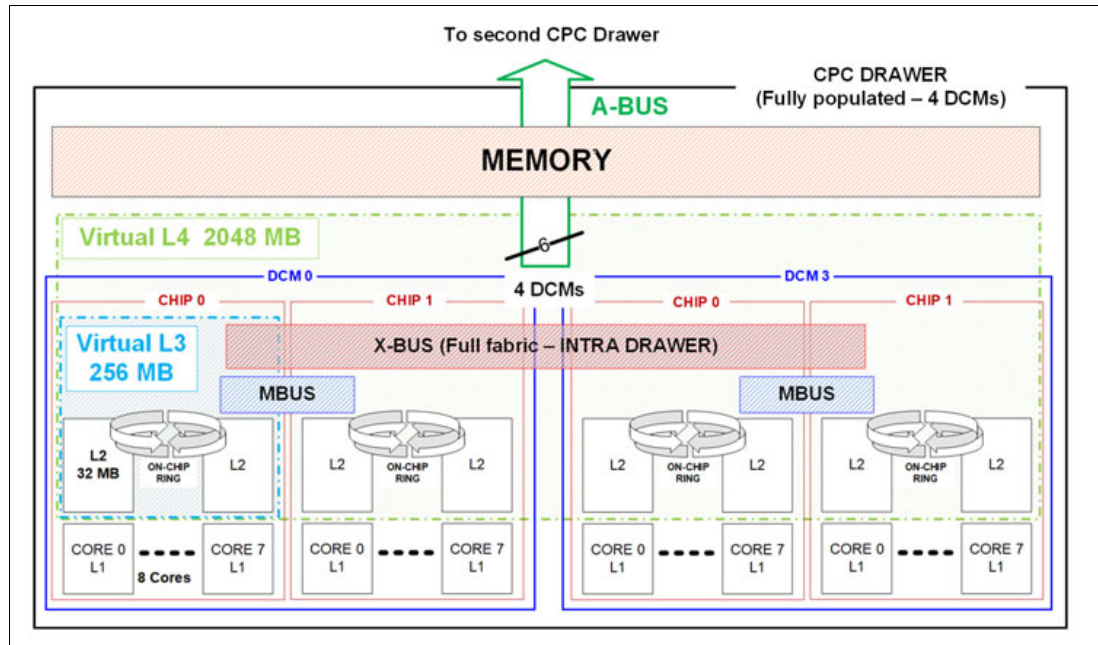 To second CPC Drawer
CPC DRAWER
(Fully populated – 4 DCMs)
A-BUS
MEMORY
Virtual L4 2048 MB
6
DCM 0
4 DCMs
DCM 3
CHIP 0
CHIP 1
CHIP 0
CHIP 1
Virtual L3
256 MB
X-BUS (Full fabric – INTRA DRAWER)
MBUS
MBUS
L2
32 MB
ON-CHIP
RING
L2
L2
ON-CHIP
RING
L2
L2
ON-CHIP
RING
L2
L2
ON-CHIP
RING
L2
CORE 0
L1
8 Cores
CORE 7
L1
CORE 0
L1
CORE 7
L1
CORE 0
L1
CORE 7
L1
CORE 0
L1
CORE 7
L1